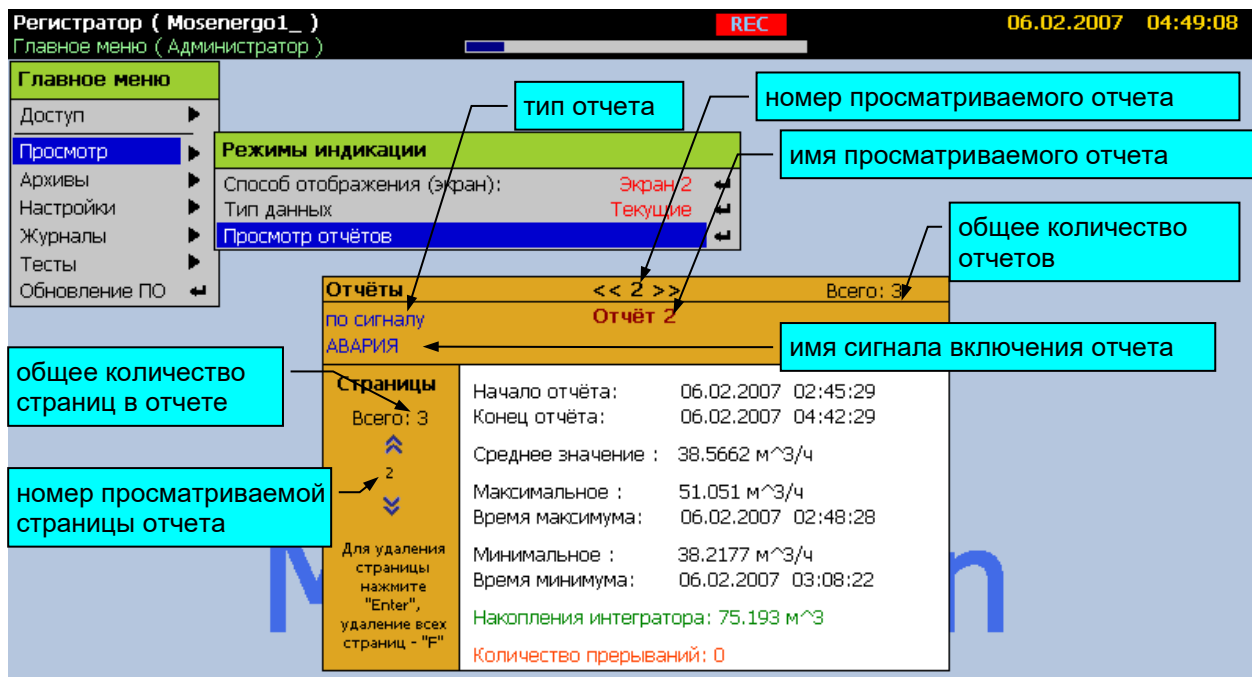 Регистратор ( Mosenergo1_ )
REC
06.02.2007 04:49:08
Главное меню ( Администратор )
Главное меню
Доступ
Просмотр
Архивы
Настройки
Журналы
Тесты
Обновление ПО
Режимы индикации
Способ отображения (экран): Экран 2
Тип данных Текущие
Просмотр отчётов
тип отчета
номер просматриваемого отчета
имя просматриваемого отчета
общее количество
отчетов
имя сигнала включения отчета
общее количество
страниц в отчете
номер просматриваемой
страницы отчета
Отчёты << 2 >> Всего: 3
по сигналу Отчёт 2
АВАРИЯ
Страницы
Всего: 3
2
Для удаления
страницы
нажмите
"Enter",
удаление всех
страниц - "F"
Начало отчёта: 06.02.2007 02:45:29
Конец отчёта: 06.02.2007 04:42:29
Среднее значение : 38.5662 м^3/ч
Максимальное : 51.051 м^3/ч
Время максимума: 06.02.2007 02:48:28
Минимальное : 38.2177 м^3/ч
Время минимума: 06.02.2007 03:08:22
Накопления интегратора: 75.193 м^3
Количество прерываний: 0